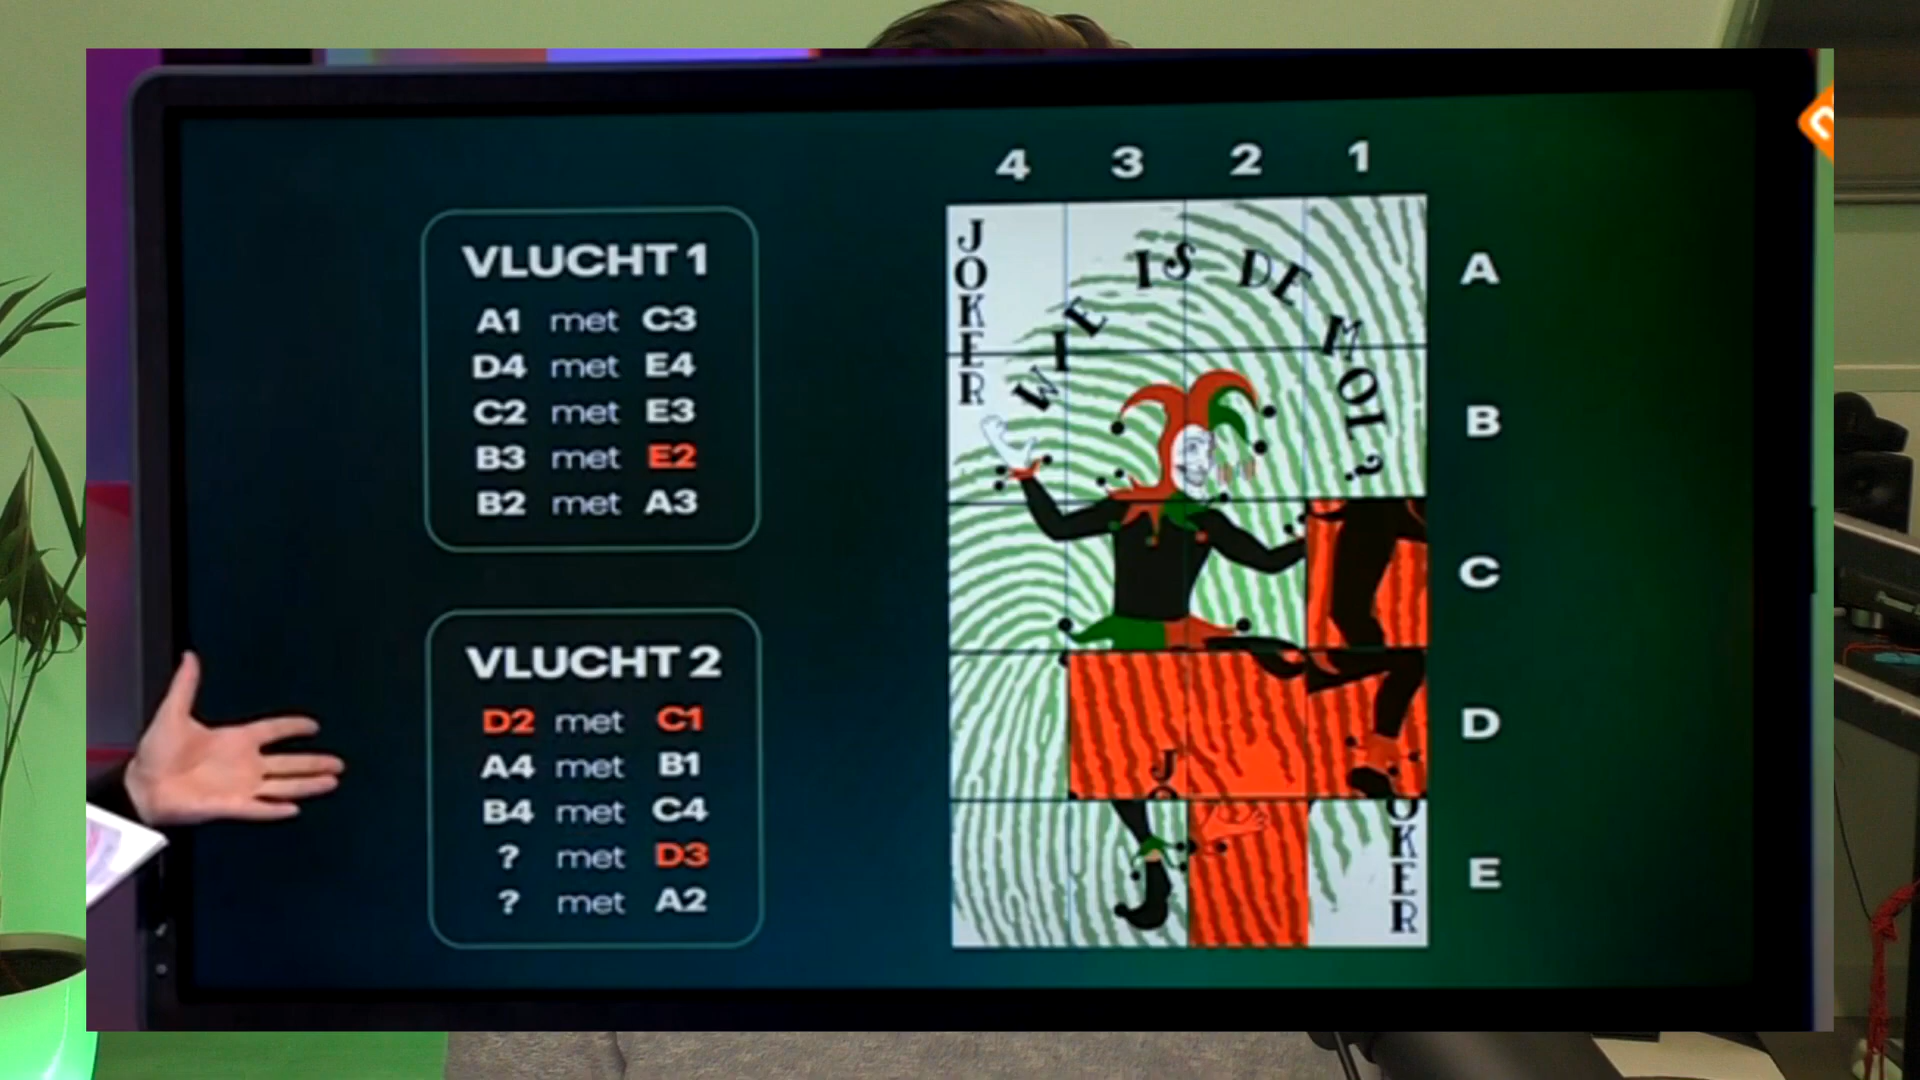 4 3 2 1
VLUCHT 1
A1 met C3
D4 met E4
C2 met E3
B3 met E2
B2 met A3
VLUCHT 2
D2 met C1
A4 met B1
B4 met C4
? met D3
? met A2
JOKER
WIE IS DE MOL?
JO
OKER
A
B
C
D
E